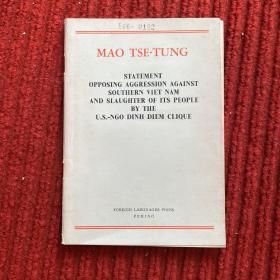 MAO TSE-TUNG
STATEMENT
OPPOSING AGGRESSION AGAINST
SOUTHERN VIET NAM
AND SLAUGHTER OF ITS PEOPLE
BY THE
U.S.-NGO DINH DIEM CLIQUE
FOREIGN LANGUAGES PRESS
PEKING